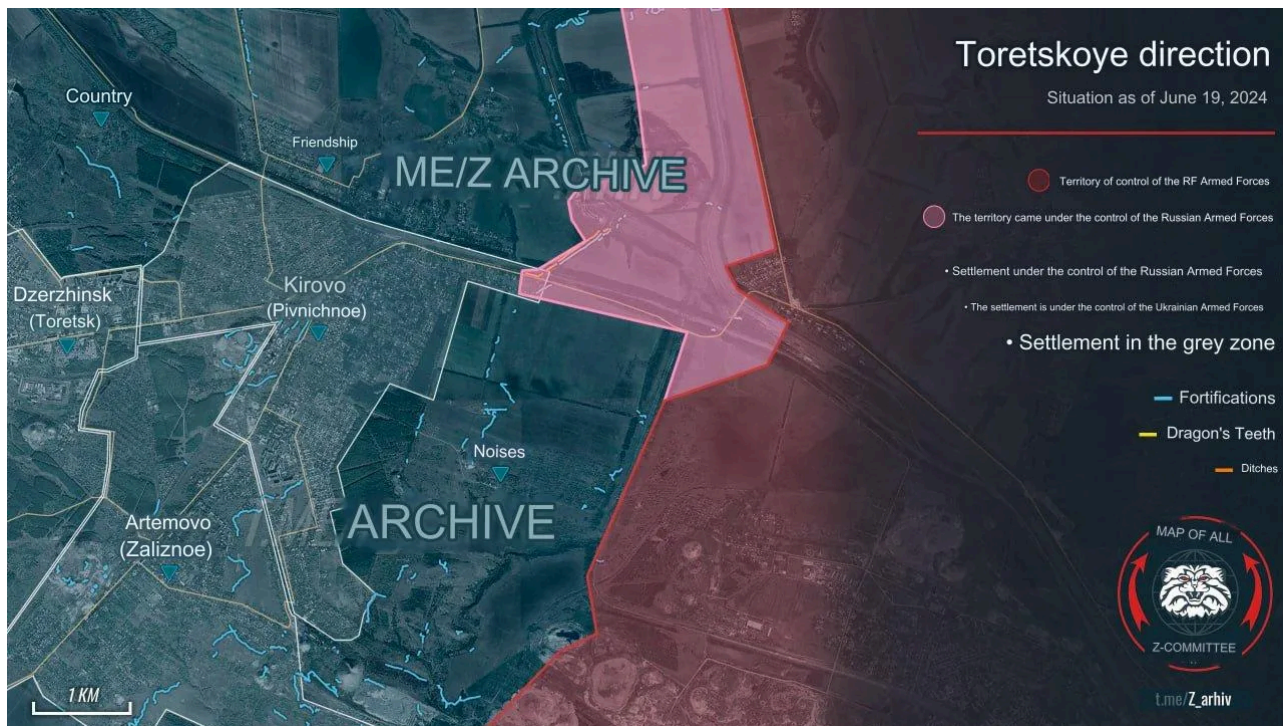 Toretskoye direction
Situation as of June 19, 2024
Territory of control of the RF Armed Forces
The territory came under the control of the Russian Armed Forces
• Settlement under the control of the Russian Armed Forces
• The settlement is under the control of the Ukrainian Armed Forces
• Settlement in the grey zone
Fortifications
Dragon's Teeth
Ditches
Country
Friendship
ME/Z ARCHIVE
Dzerzhinsk
(Toretsk)
Kirovo
(Pivnichnoe)
Noises
ARCHIVE
Artemovo
(Zaliznoe)
1 KM
MAP OF ALL
Z-COMMITTEE
t.me/Z_arhiv